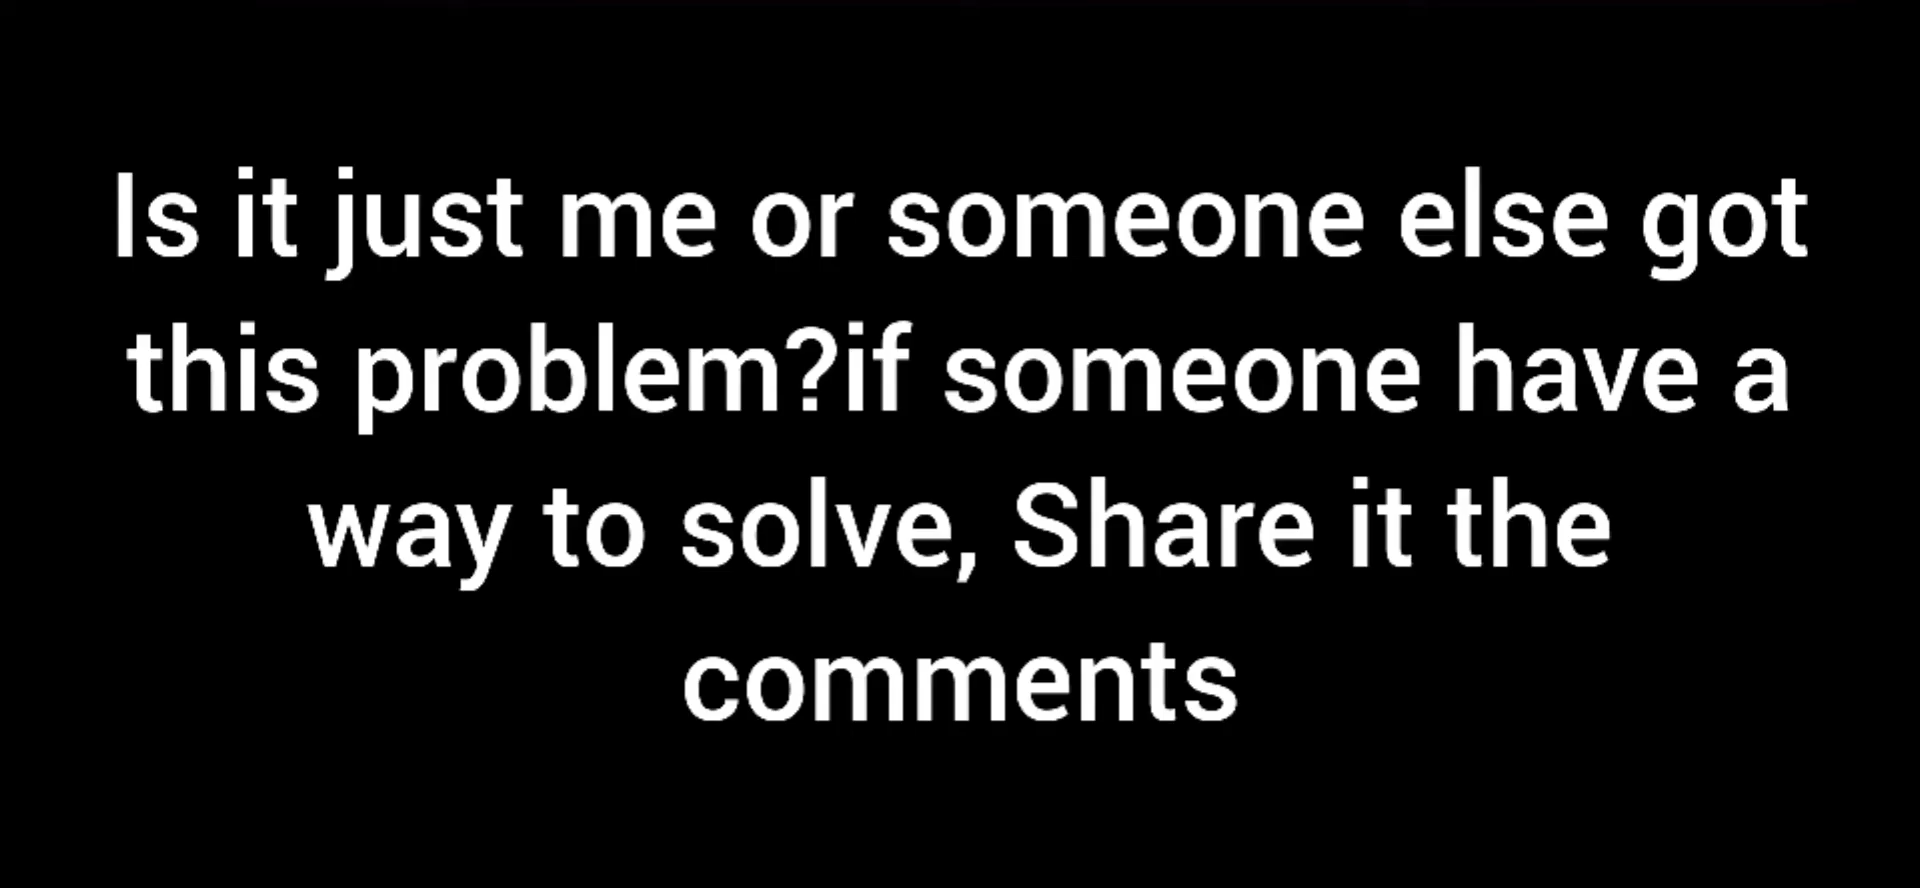 Is it just me or someone else got
this problem?if someone have a
way to solve, Share it the
comments